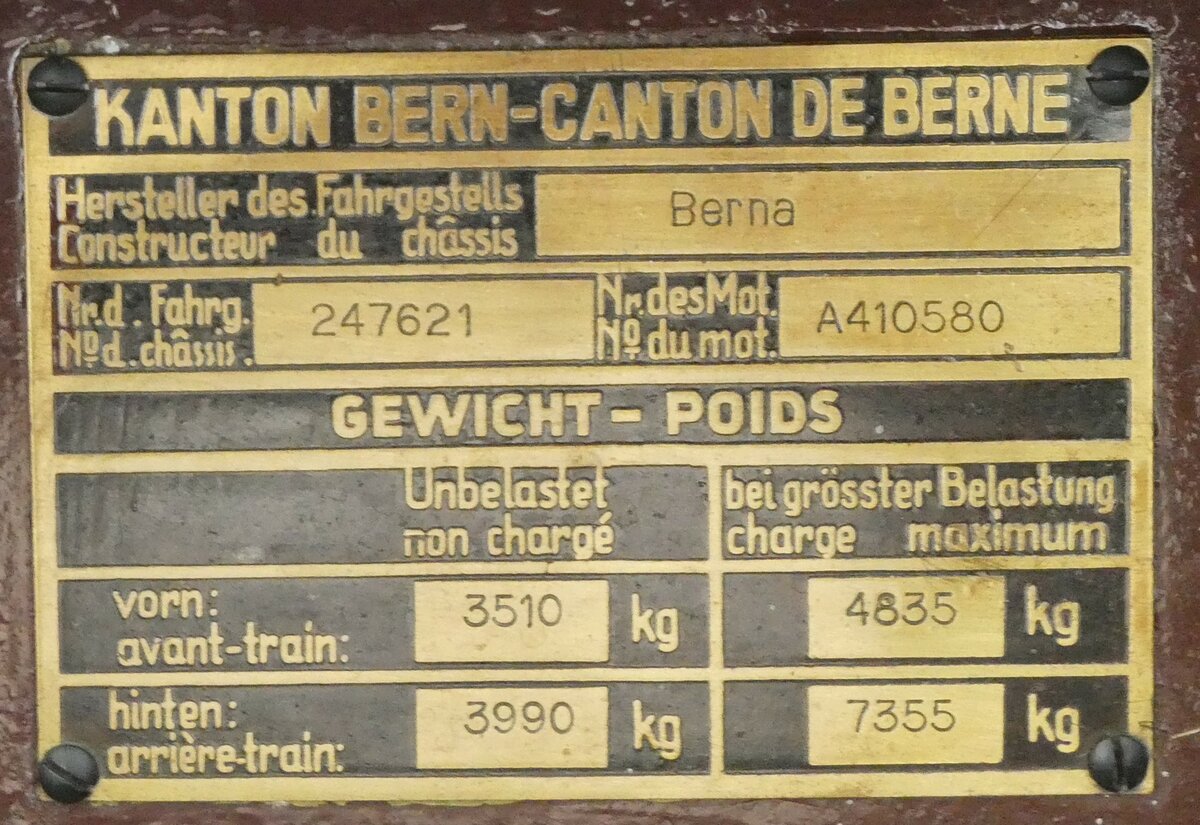 KANTON BERN-CANTON DE BERNE
Hersteller des Fahrgestells
Constructeur du châssis
Berna
Nr.d. Fahrg.
Nº d. châssis.
247621
Nr. des Mot.
Nº du mot.
A410580
GEWICHT - POIDS
Unbelastet
non chargé
bei grösster Belastung
charge maximum
vorn:
avant-train:
3510 kg
4835 kg
hinten:
arrière-train:
3990 kg
7355 kg